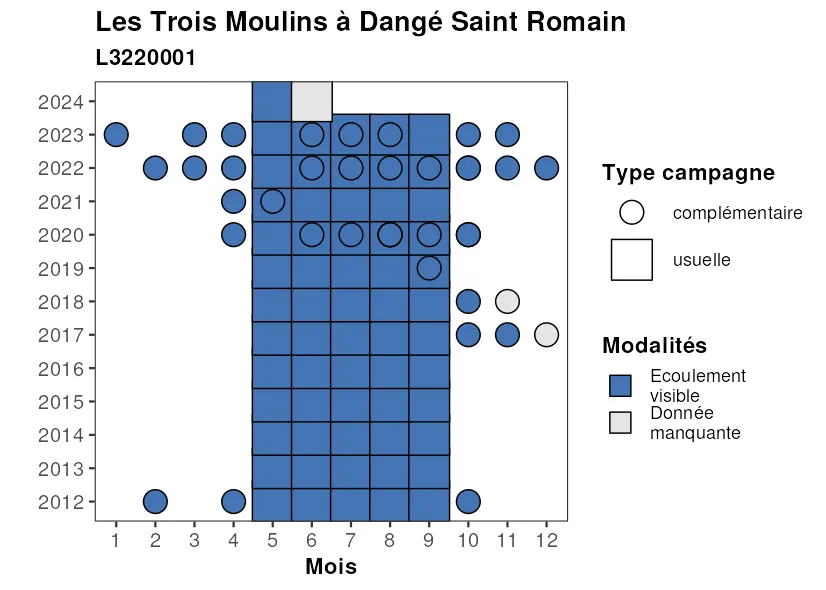 Les Trois Moulins à Dangé Saint Romain
L3220001
2024
2023
2022
2021
2020
2019
2018
2017
2016
2015
2014
2013
2012
1 2 3 4 5 6 7 8 9 10 11 12
Mois
Type campagne
complémentaire
usuelle
Modalités
Ecoulement
visible
Donnée
manquante